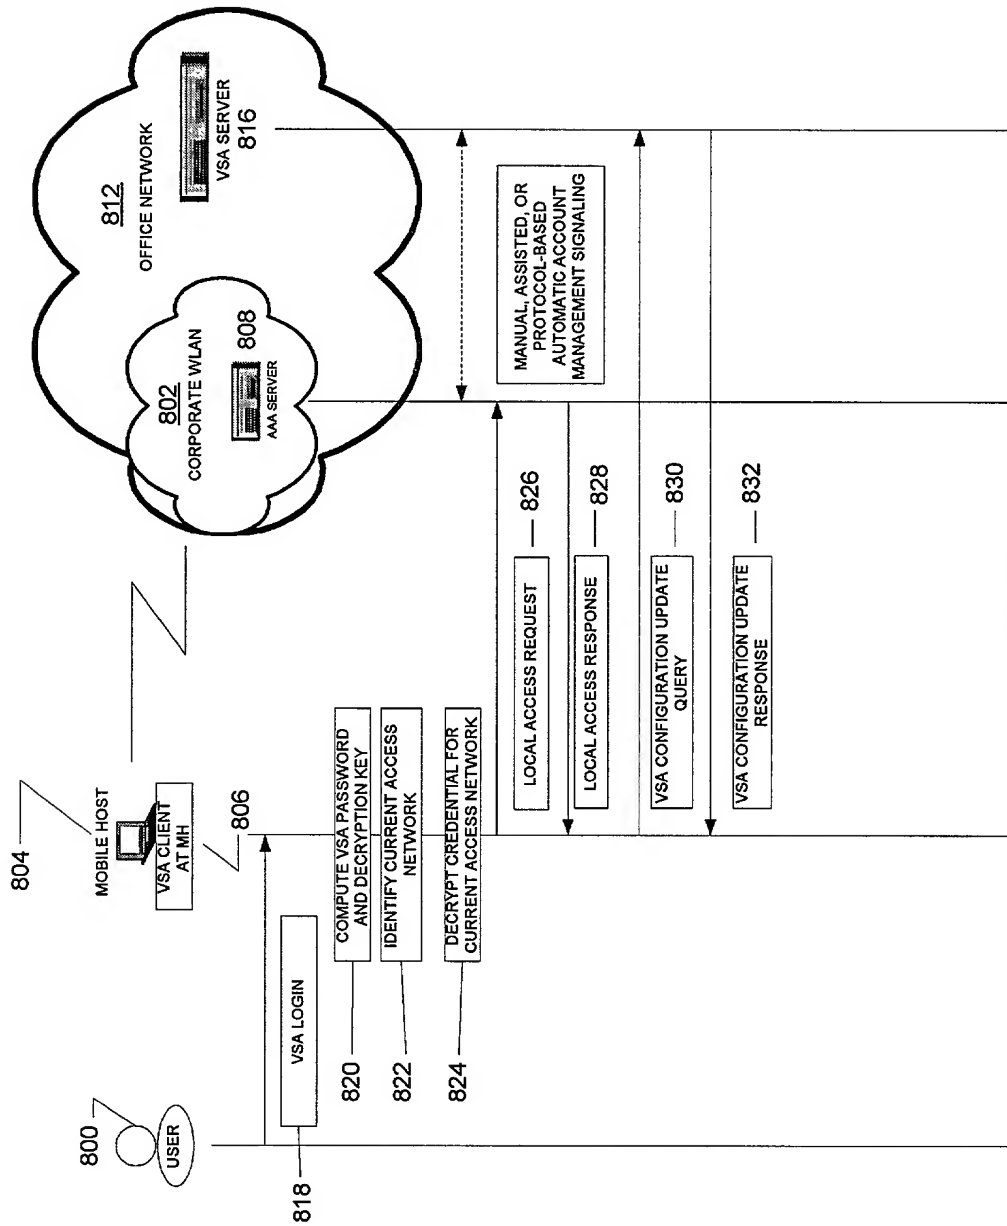 800
USER
804
MOBILE HOST
VSA CLIENT
AT MH
806
802
CORPORATE WLAN
808
AAA SERVER
812
OFFICE NETWORK
VSA SERVER
816
VSA LOGIN
818
820
COMPUTE VSA PASSWORD
AND DECRYPTION KEY
822
IDENTIFY CURRENT ACCESS
NETWORK
824
DECRYPT CREDENTIAL FOR
CURRENT ACCESS NETWORK
MANUAL, ASSISTED, OR
PROTOCOL-BASED
AUTOMATIC ACCOUNT
MANAGEMENT SIGNALING
LOCAL ACCESS REQUEST
826
LOCAL ACCESS RESPONSE
828
VSA CONFIGURATION UPDATE
QUERY
830
VSA CONFIGURATION UPDATE
RESPONSE
832